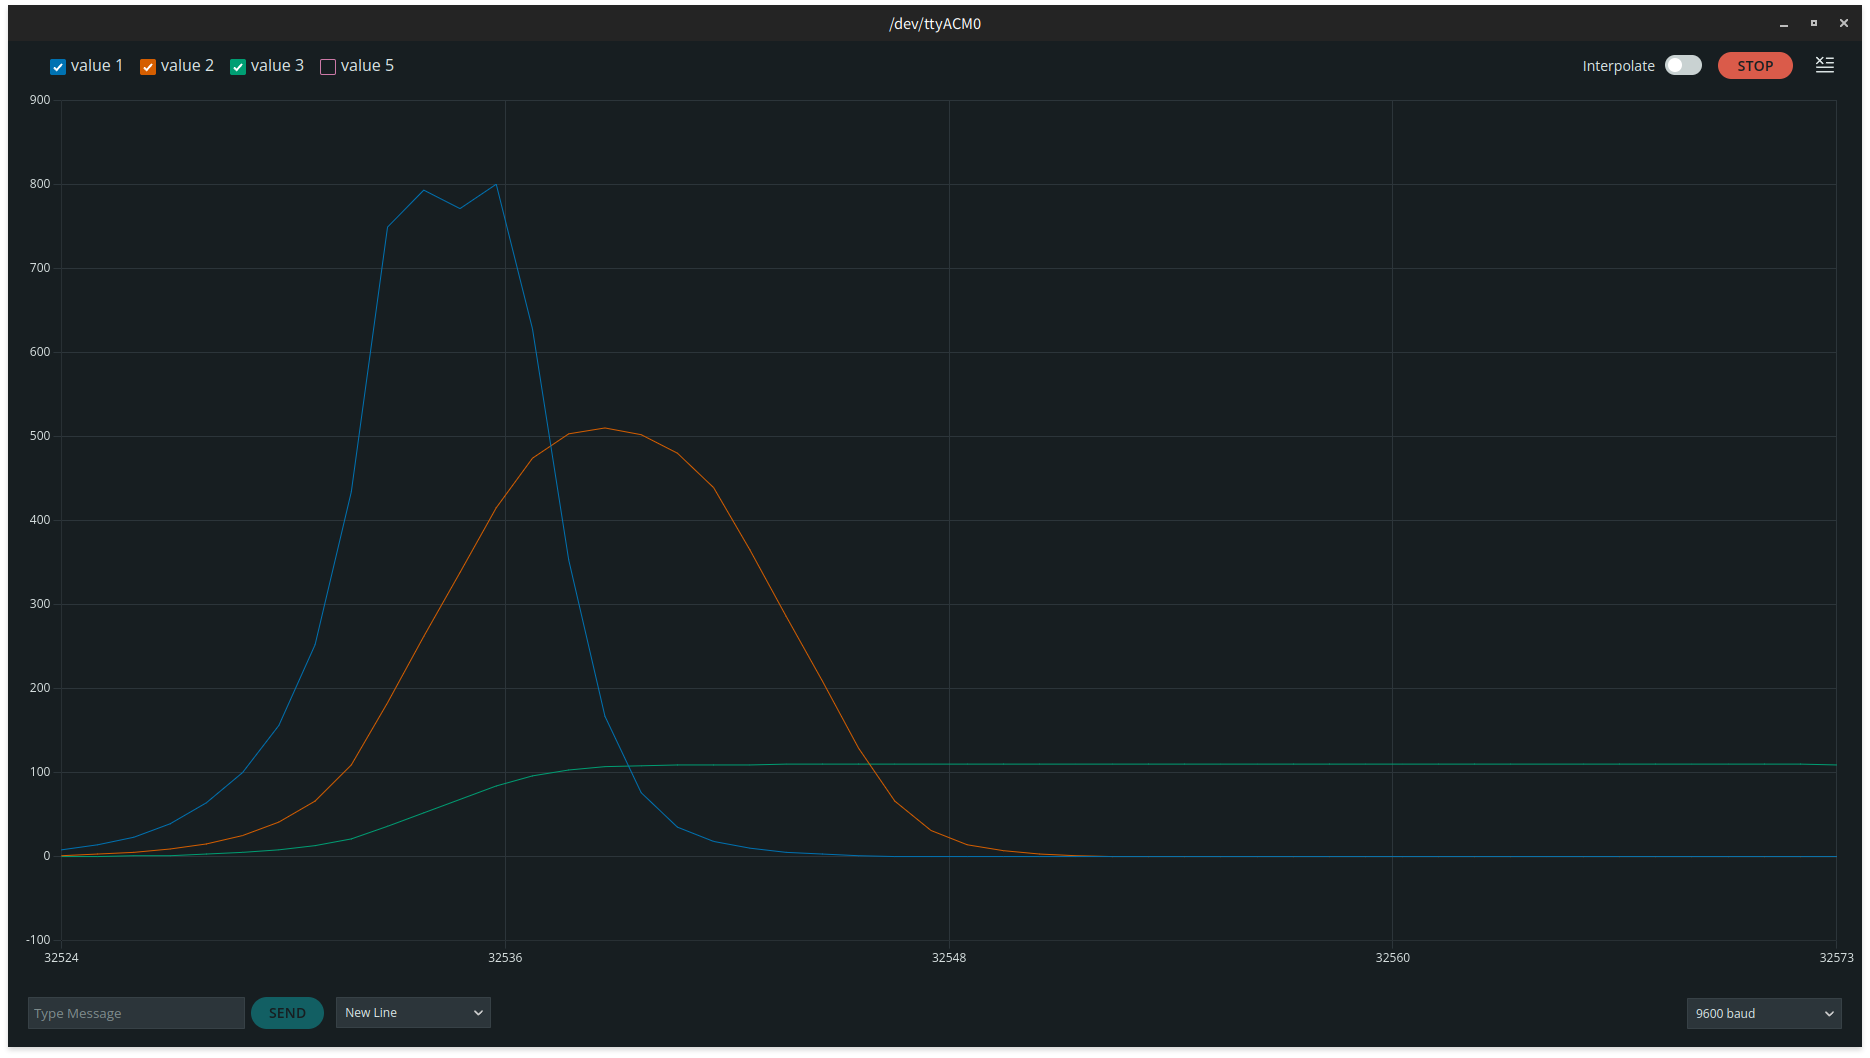 /dev/ttyACM0
value 1 value 2 value 3 value 5 Interpolate STOP
900
800
700
600
500
400
300
200
100
0
-100
32524 32536 32548 32560 32573
Type Message SEND New Line 9600 baud